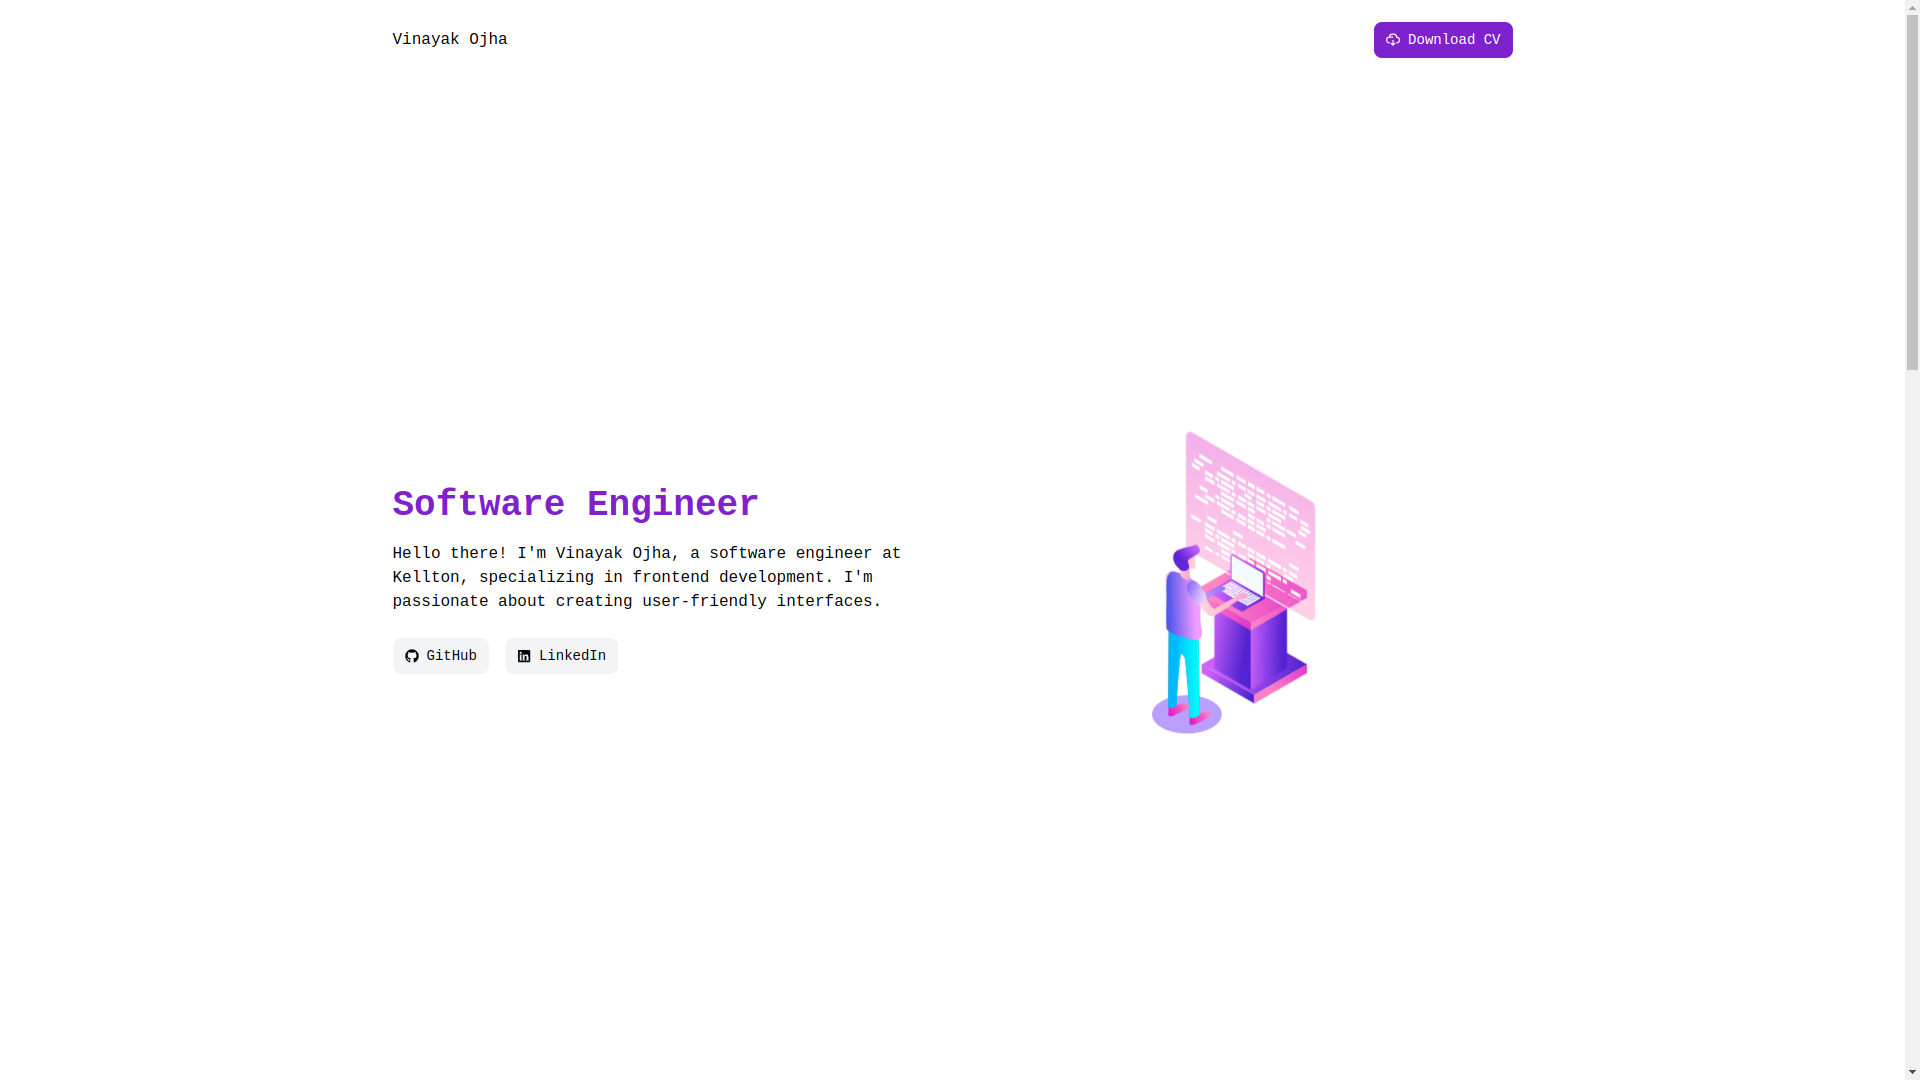 Vinayak Ojha
Download CV
Software Engineer
Hello there! I'm Vinayak Ojha, a software engineer at
Kellton, specializing in frontend development. I'm
passionate about creating user-friendly interfaces.
GitHub
LinkedIn